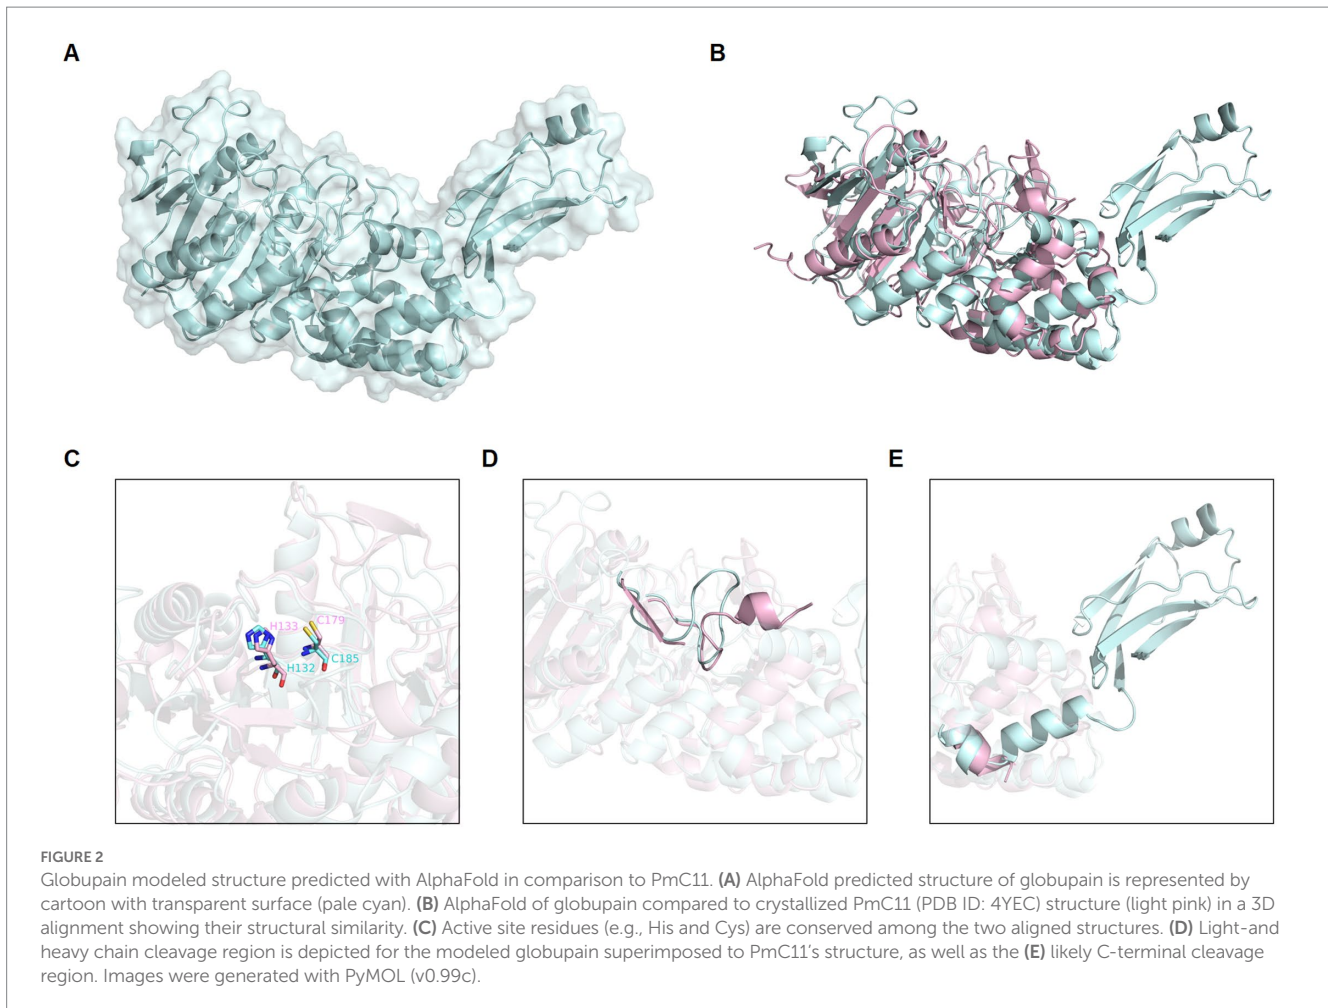 A
B
C
D
E
H133
C179
H132
C185
FIGURE 2
Globupain modeled structure predicted with AlphaFold in comparison to PmC11. (A) AlphaFold predicted structure of globupain is represented by
cartoon with transparent surface (pale cyan). (B) AlphaFold of globupain compared to crystallized PmC11 (PDB ID: 4YEC) structure (light pink) in a 3D
alignment showing their structural similarity. (C) Active site residues (e.g., His and Cys) are conserved among the two aligned structures. (D) Light-and
heavy chain cleavage region is depicted for the modeled globupain superimposed to PmC11's structure, as well as the (E) likely C-terminal cleavage
region. Images were generated with PyMOL (v0.99c).